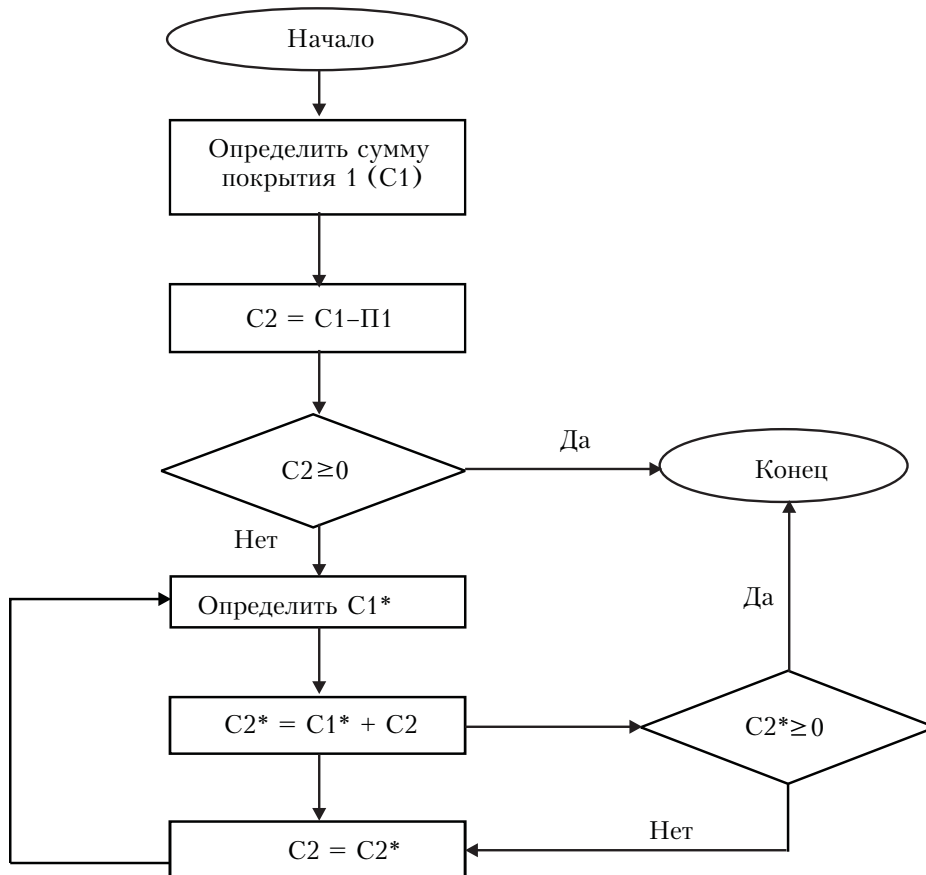 Начало
Определить сумму
покрытия 1 (С1)
С2 = С1–П1
С2≥0
Да
Конец
Нет
Определить С1*
Да
С2* = С1* + С2
С2*≥0
Нет
С2 = С2*